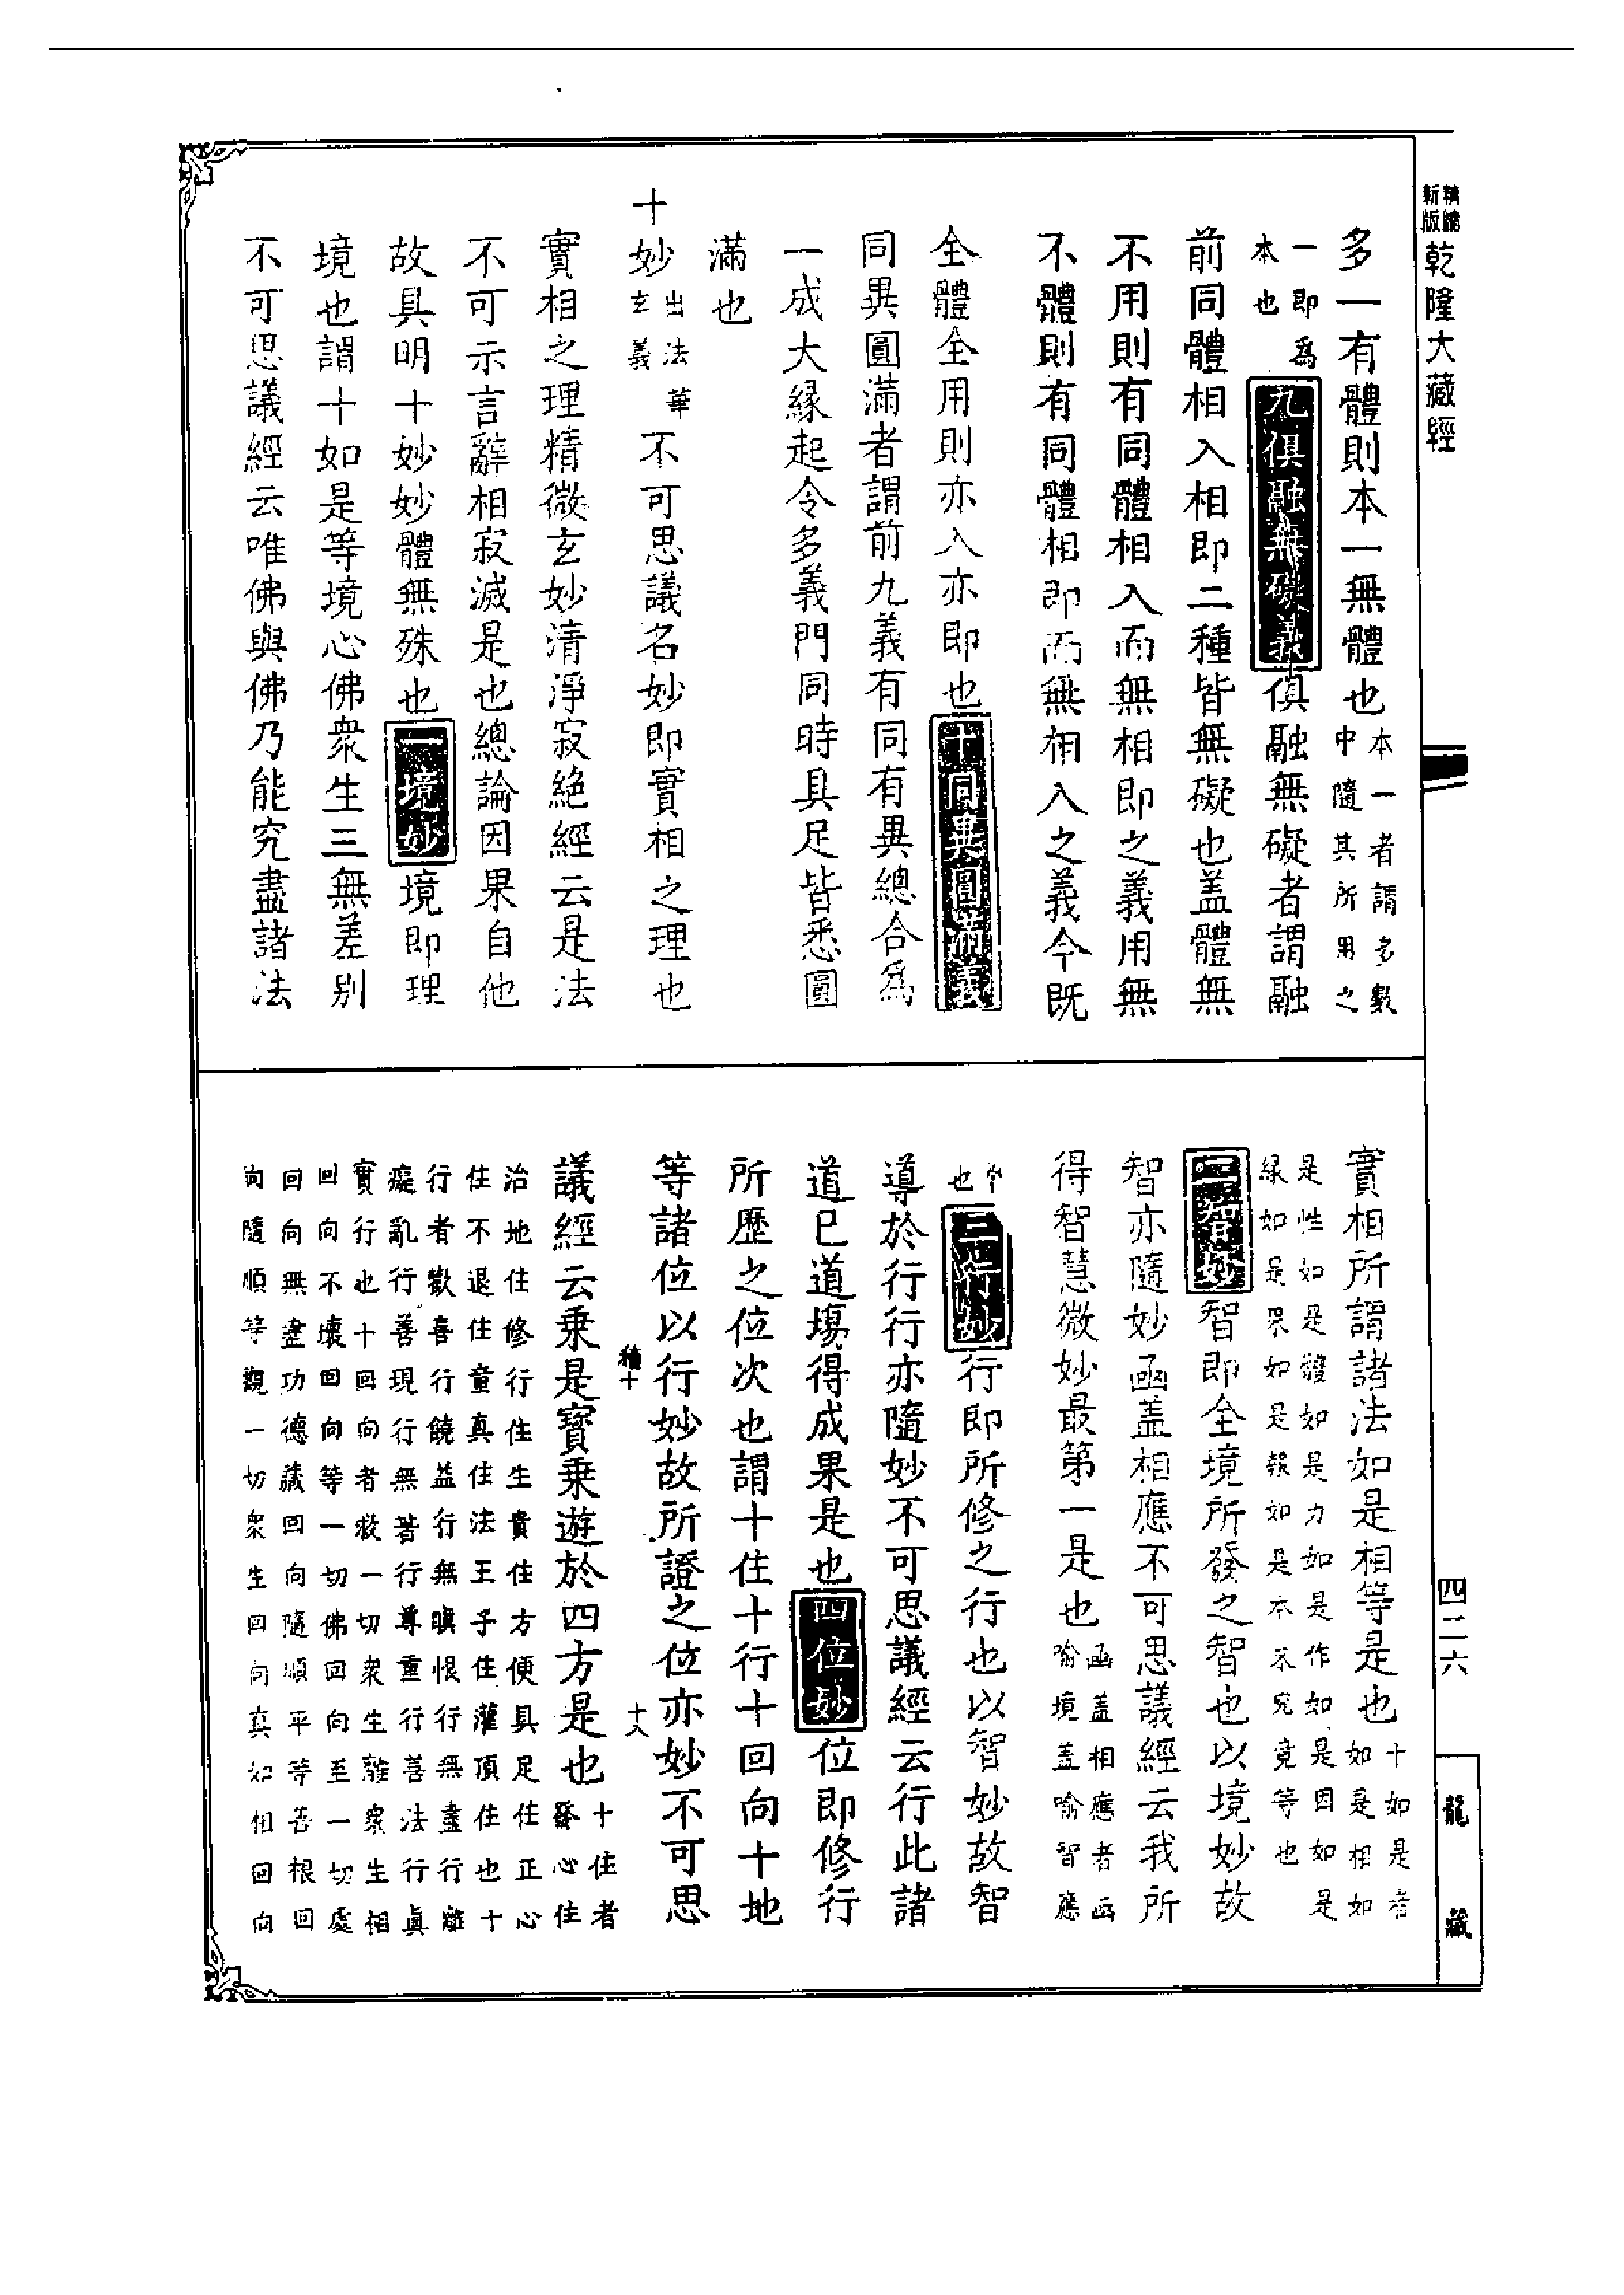 新版精縮乾隆大藏經
多一有體則本一無體也本一者謂多數中隨其所用之
一即爲本也九俱融無礙義俱融無礙者謂融
前同體相入相即二種皆無礙也盖體無
不用則有同體相入而無相即之義用無
不體則有同體相即而無相入之義今既
全體全用則亦入亦即也十同異圓滿義
同異圓滿者謂前九義有同有異總合爲
一成大緣起令多義門同時具足皆悉圓
滿也
十妙出法華玄義不可思議名妙即實相之理也
實相之理精微玄妙清淨寂絶經云是法
不可示言辭相寂滅是也總論因果自他
故具明十妙妙體無殊也一境妙境即理
境也謂十如是等境心佛衆生三無差別
不可思議經云唯佛與佛乃能究盡諸法
四二六
龍藏
實相所謂諸法如是相等是也十如是者如是相如
是性如是體如是力如是作如是因如是緣如是果如是報如是本末究竟等也
二智妙智即全境所發之智也以境妙故
智亦隨妙函盖相應不可思議經云我所
得智慧微妙最第一是也函盖相應者函喻境盖喻智應
也三行妙行即所修之行也以智妙故智
導於行行亦隨妙不可思議經云行此諸
道已道場得成果是也四位妙位即修行
所歷之位次也謂十住十行十回向十地
等諸位以行妙故所證之位亦妙不可思
積十
十八
議經云乗是寳乗遊於四方是也十住者發心住
治地住修行住生貴住方便具足住正心
住不退住童真住法王子住灌頂住也十
行者歡喜行饒益行無瞋恨行無盡行離
癡亂行善現行無著行尊重行善法行真
實行也十回向者救一切衆生離衆生相
回向不壞回向等一切佛回向至一切處
回向無盡功德藏回向隨順平等善根回
向隨順等觀一切衆生回向真如相回向